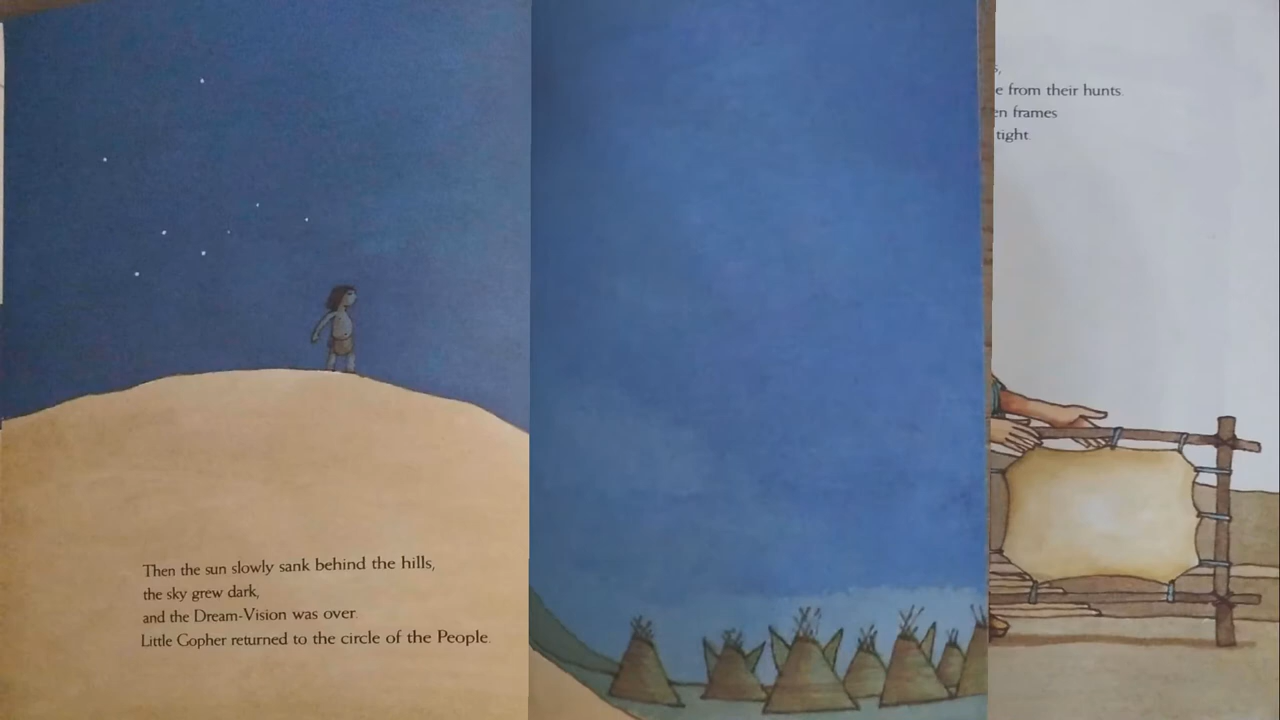 Then the sun slowly sank behind the hills,
the sky grew dark,
and the Dream-Vision was over.
Little Gopher returned to the circle of the People.
from their hunts.
frames
tight.